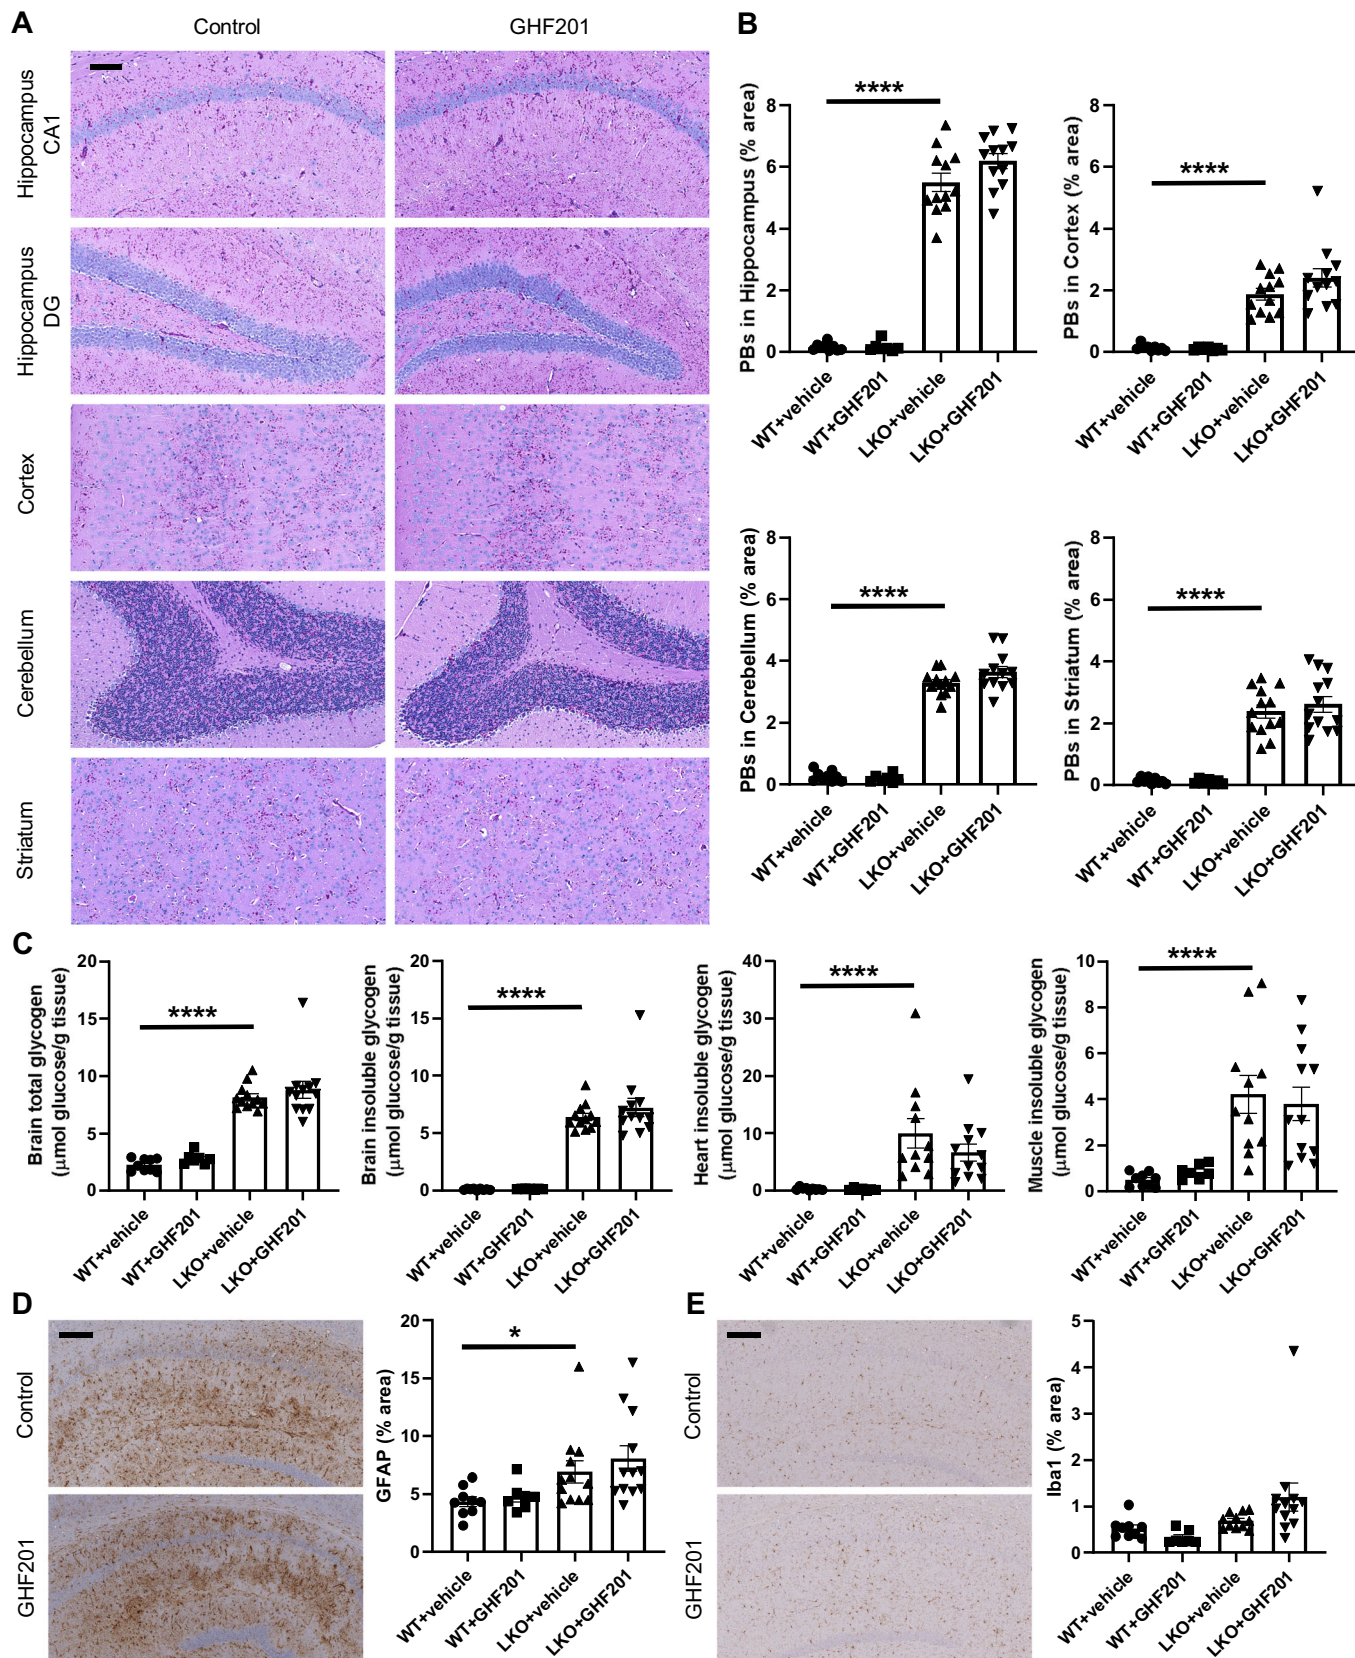 A
Control
GHF201
Hippocampus
CA1
Hippocampus
DG
Cortex
Cerebellum
Striatum
B
PBs in Hippocampus (% area)
8
6
4
2
0
****
WT+vehicle
WT+GHF201
LKO+vehicle
LKO+GHF201
PBs in Cortex (% area)
8
6
4
2
0
****
WT+vehicle
WT+GHF201
LKO+vehicle
LKO+GHF201
PBs in Cerebellum (% area)
8
6
4
2
0
****
WT+vehicle
WT+GHF201
LKO+vehicle
LKO+GHF201
PBs in Striatum (% area)
8
6
4
2
0
****
WT+vehicle
WT+GHF201
LKO+vehicle
LKO+GHF201
C
Brain total glycogen
(μmol glucose/g tissue)
20
15
10
5
0
****
WT+vehicle
WT+GHF201
LKO+vehicle
LKO+GHF201
Brain insoluble glycogen
(μmol glucose/g tissue)
20
15
10
5
0
****
WT+vehicle
WT+GHF201
LKO+vehicle
LKO+GHF201
Heart insoluble glycogen
(μmol glucose/g tissue)
40
30
20
10
0
****
WT+vehicle
WT+GHF201
LKO+vehicle
LKO+GHF201
Muscle insoluble glycogen
(μmol glucose/g tissue)
10
8
6
4
2
0
****
WT+vehicle
WT+GHF201
LKO+vehicle
LKO+GHF201
D
Control
GHF201
GFAP (% area)
20
15
10
5
0
*
WT+vehicle
WT+GHF201
LKO+vehicle
LKO+GHF201
E
Control
GHF201
Iba1 (% area)
5
4
3
2
1
0
WT+vehicle
WT+GHF201
LKO+vehicle
LKO+GHF201